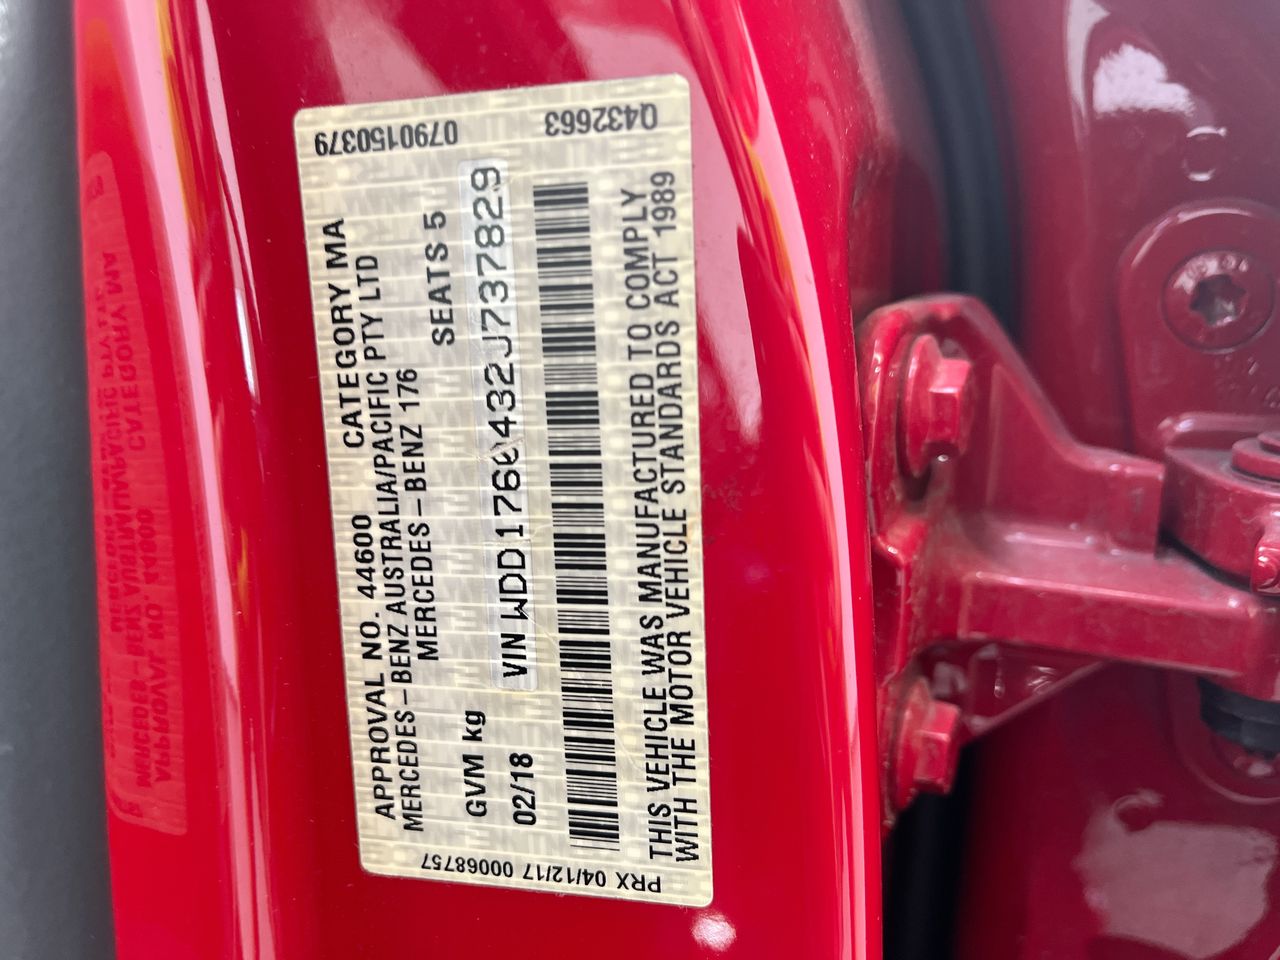 APPROVAL NO. 44600 CATEGORY MA
MERCEDES-BENZ AUSTRALIA/PACIFIC PTY LTD
MERCEDES-BENZ 176
GVM kg SEATS 5
02/18 VIN WDD1760432J737829
THIS VEHICLE WAS MANUFACTURED TO COMPLY
WITH THE MOTOR VEHICLE STANDARDS ACT 1989
PRX 04/12/17 00068757
0790150379
Q432663